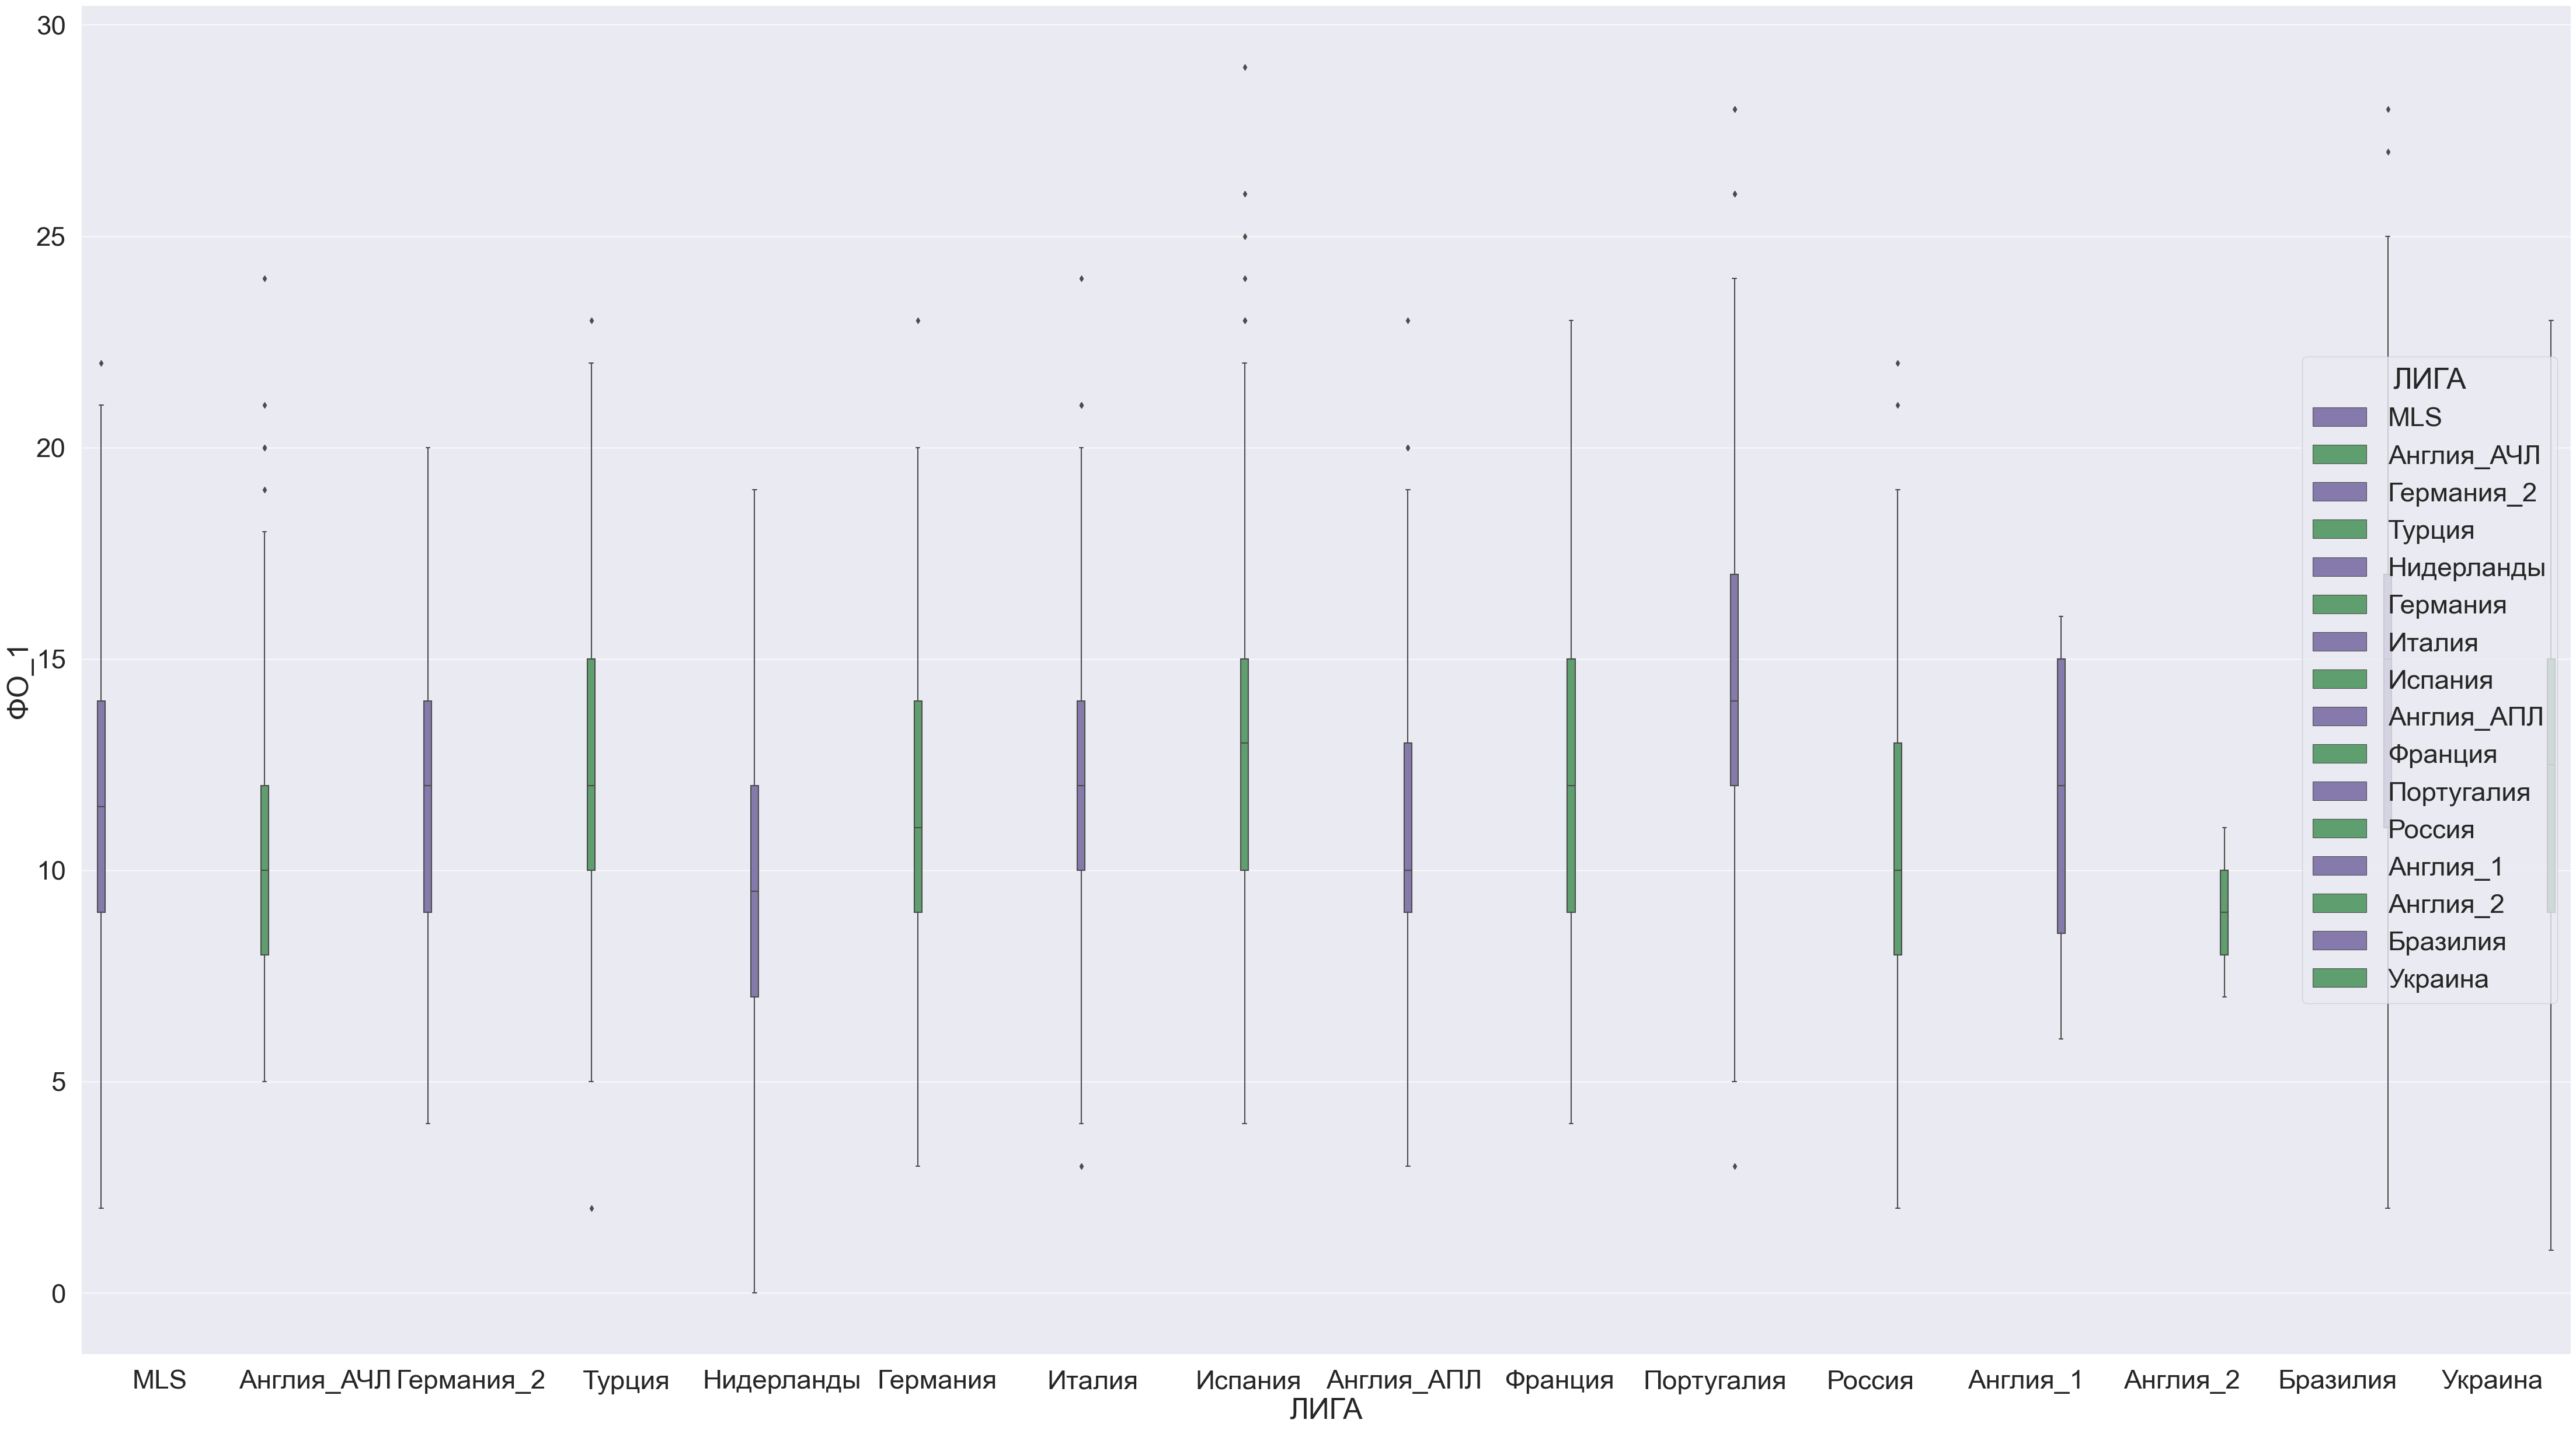 30
25
20
15
10
5
0
ФО_1
ЛИГА
MLS
Англия_АЧЛ
Германия_2
Турция
Нидерланды
Германия
Италия
Испания
Англия_АПЛ
Франция
Португалия
Россия
Англия_1
Англия_2
Бразилия
Украина
MLS Англия_АЧЛ Германия_2 Турция Нидерланды Германия Италия Испания Англия_АПЛ Франция Португалия Россия Англия_1 Англия_2 Бразилия Украина
ЛИГА